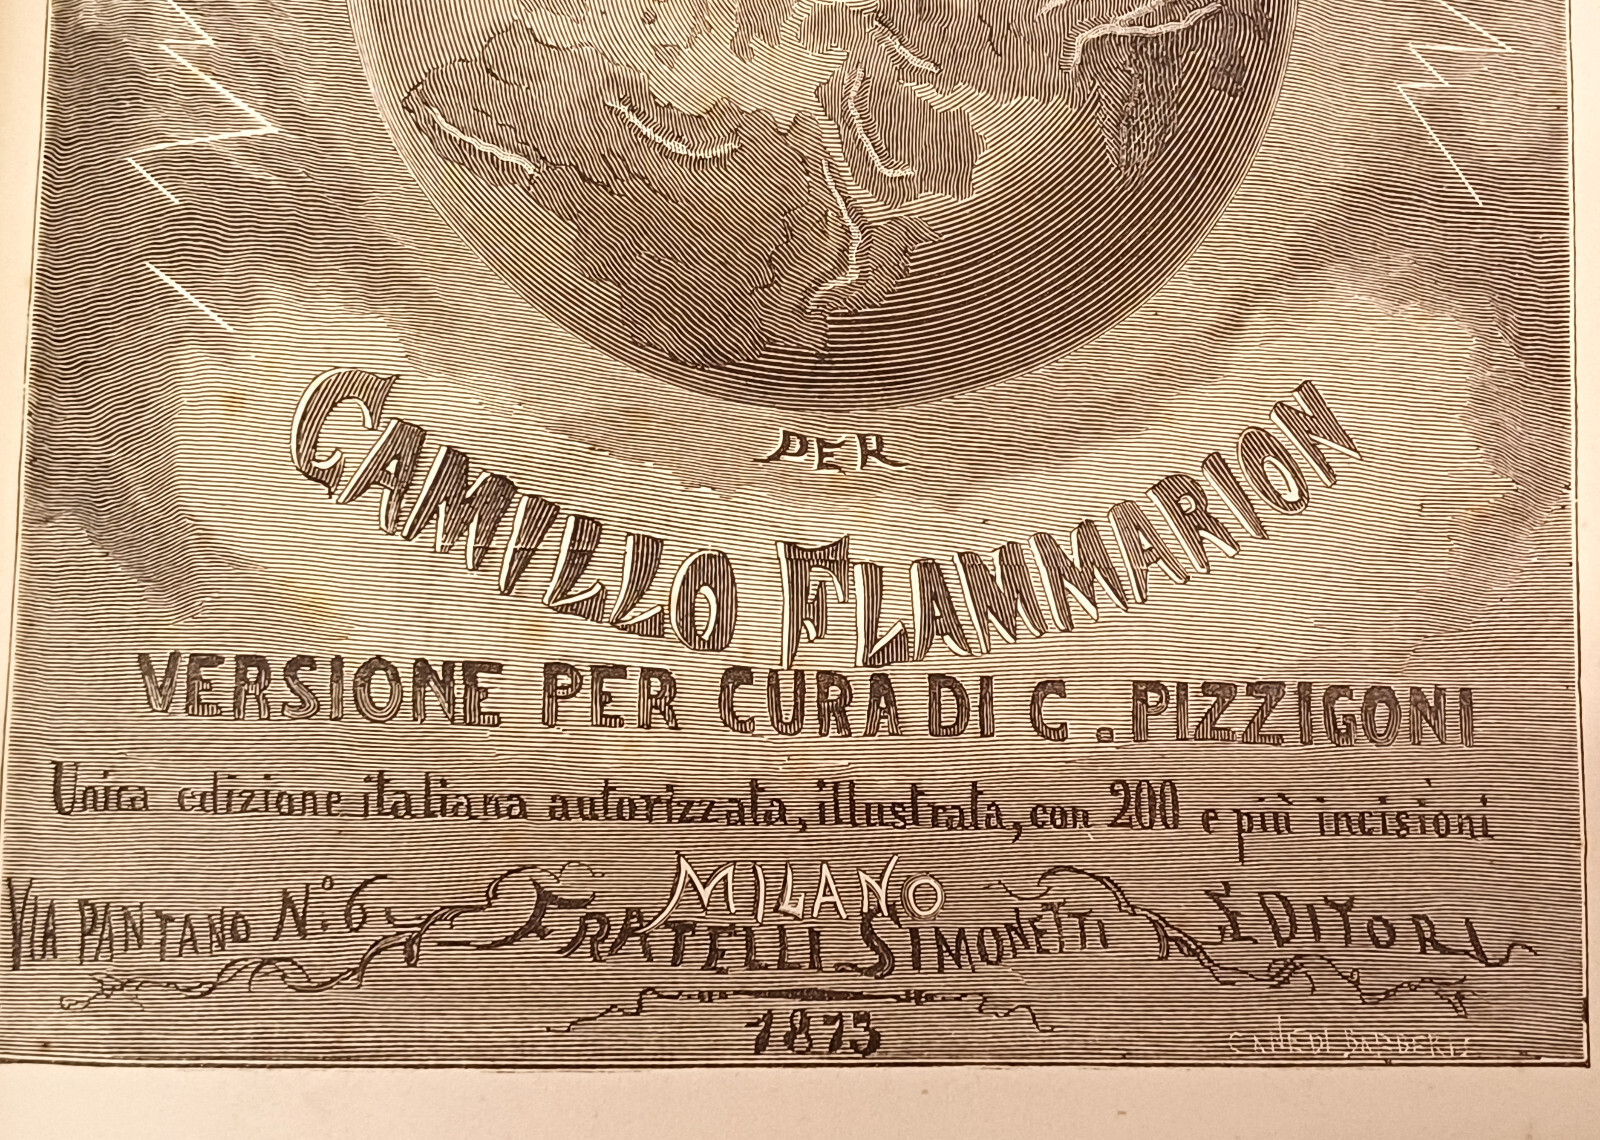 PER
CAMILLO FLAMMARION
VERSIONE PER CURA DI C. PIZZIGONI
Unica edizione italiana autorizzata, illustrata, con 200 e più incisioni
MILANO
VIA PANTANO N.° 6 FRATELLI SIMONETTI EDITORI
1873